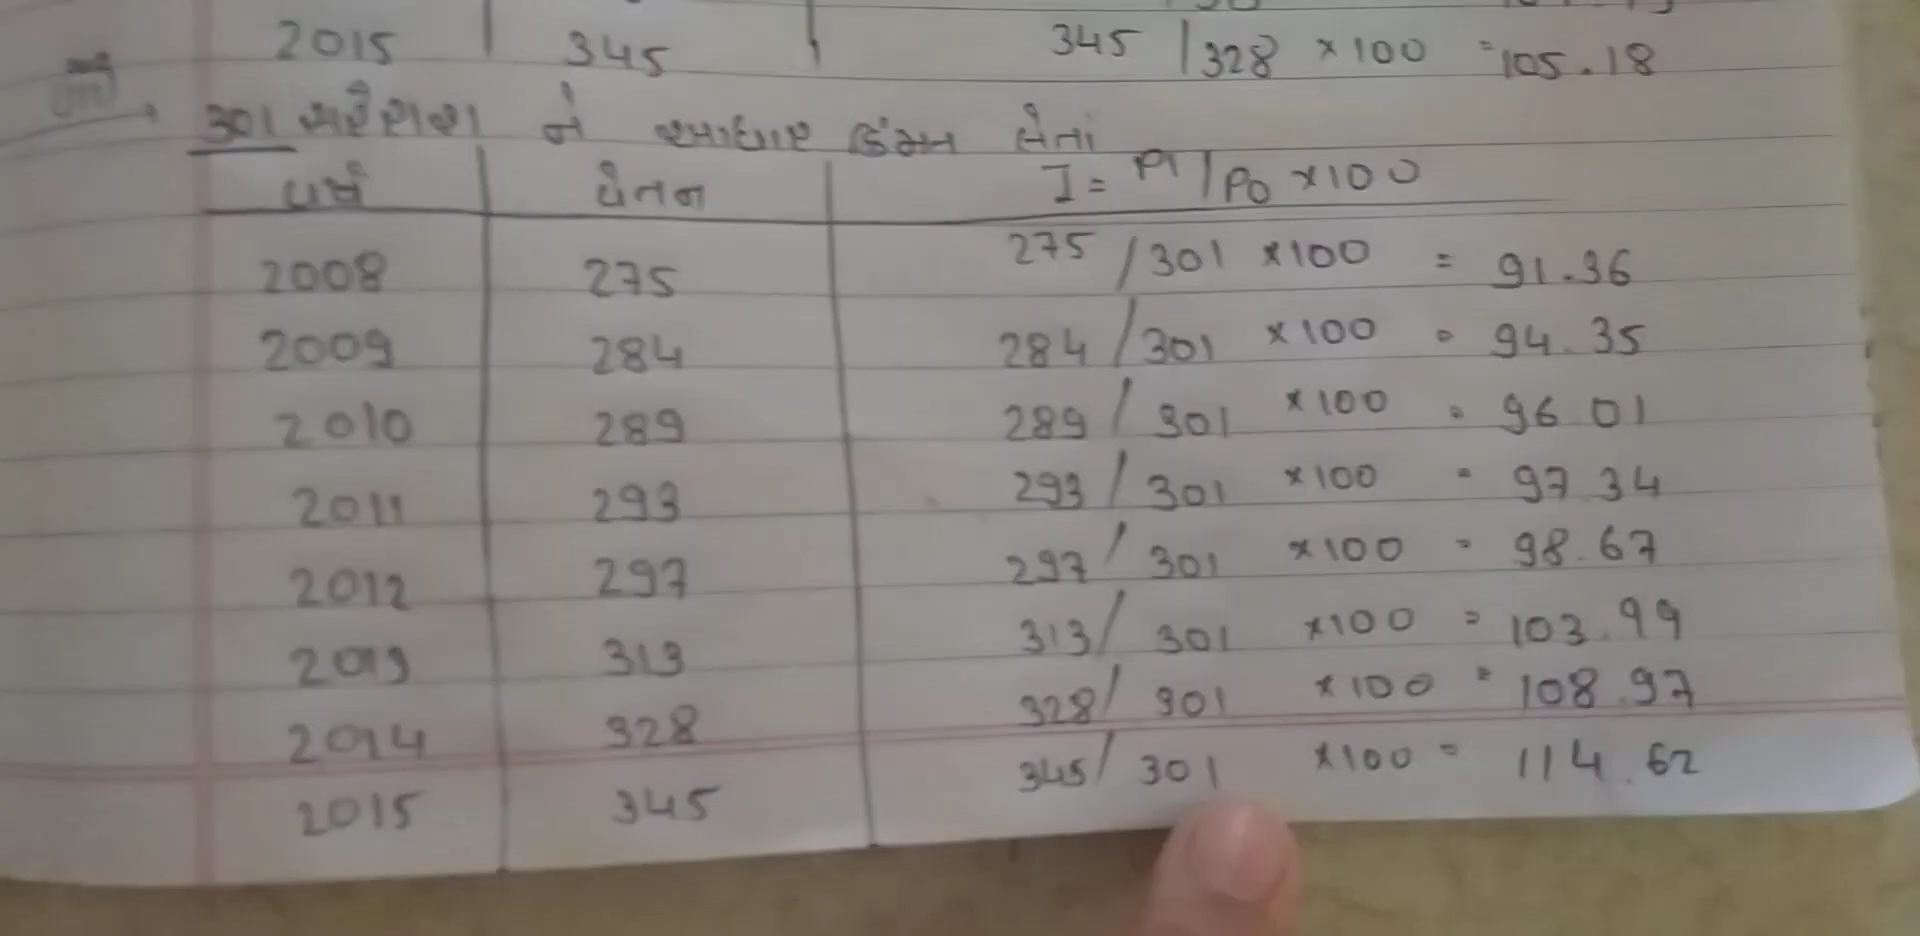 2015 345 345 / 328 × 100 = 105.18
301 સરેરાશ ને આધાર તેતા
વર્ષ વેતન I = P1 / P0 × 100
2008 275 275 / 301 × 100 = 91.36
2009 284 284 / 301 × 100 = 94.35
2010 289 289 / 301 × 100 = 96 01
2011 293 293 / 301 × 100 = 97 34
2012 297 297 / 301 × 100 = 98.67
2013 313 313 / 301 × 100 = 103.99
2014 328 328 / 301 × 100 = 108.97
2015 345 345 / 301 × 100 = 114.62